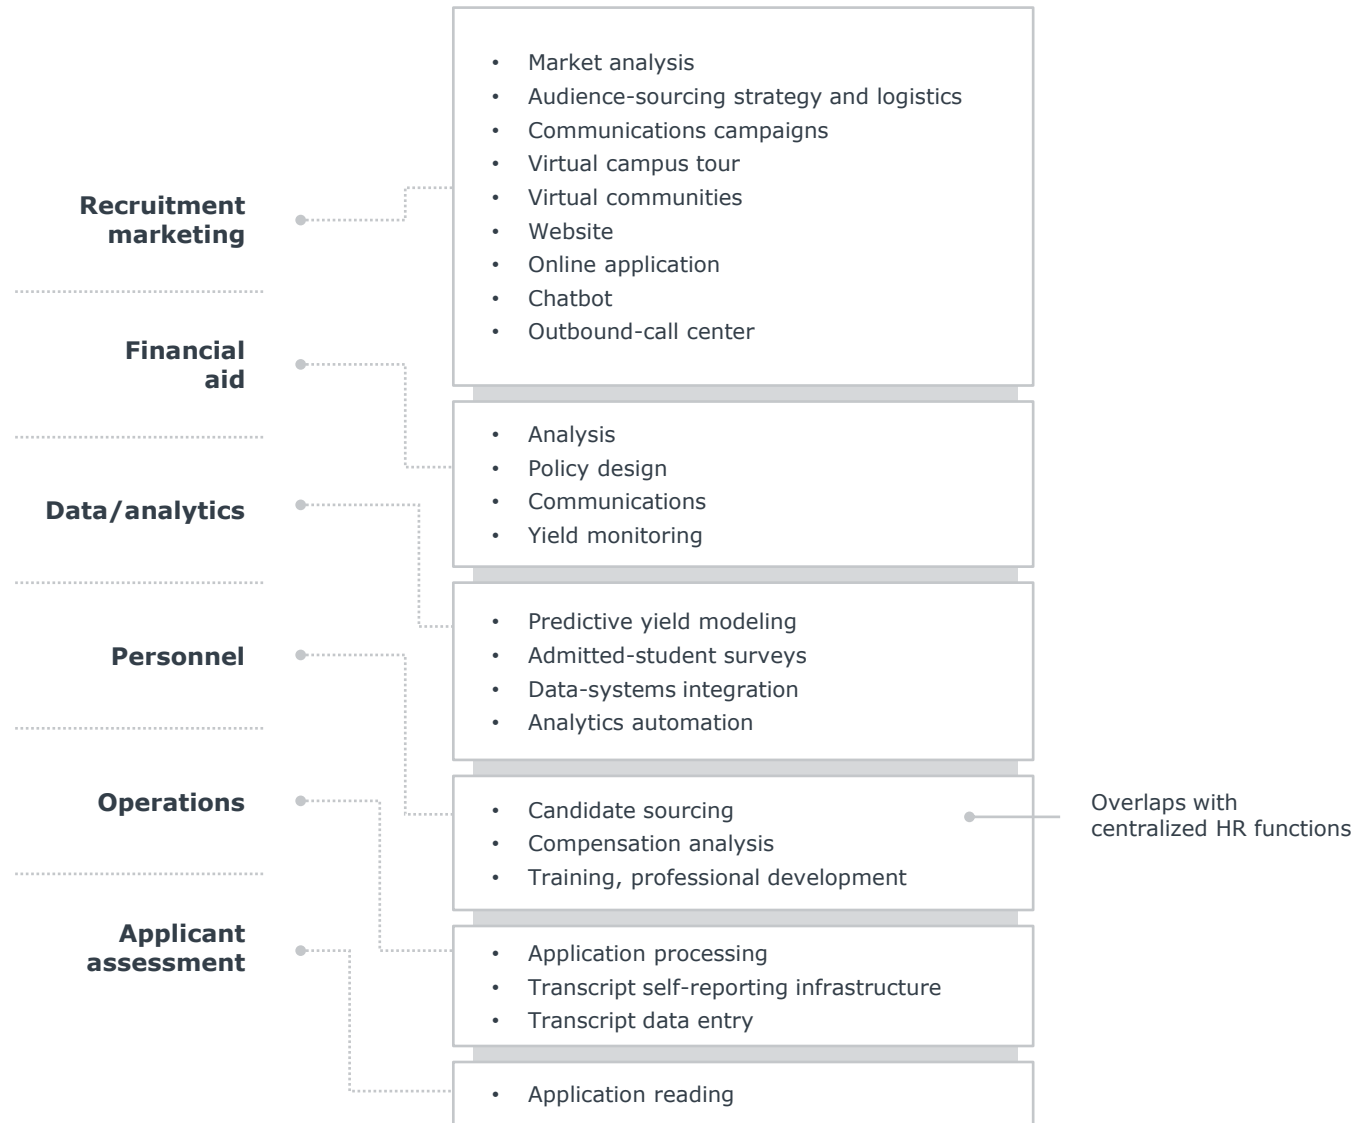 Recruitment
marketing
• Market analysis
• Audience-sourcing strategy and logistics
• Communications campaigns
• Virtual campus tour
• Virtual communities
• Website
• Online application
• Chatbot
• Outbound-call center
Financial
aid
• Analysis
• Policy design
• Communications
• Yield monitoring
Data/analytics
• Predictive yield modeling
• Admitted-student surveys
• Data-systems integration
• Analytics automation
Personnel
• Candidate sourcing
• Compensation analysis
• Training, professional development
Overlaps with
centralized HR functions
Operations
• Application processing
• Transcript self-reporting infrastructure
• Transcript data entry
Applicant
assessment
• Application reading